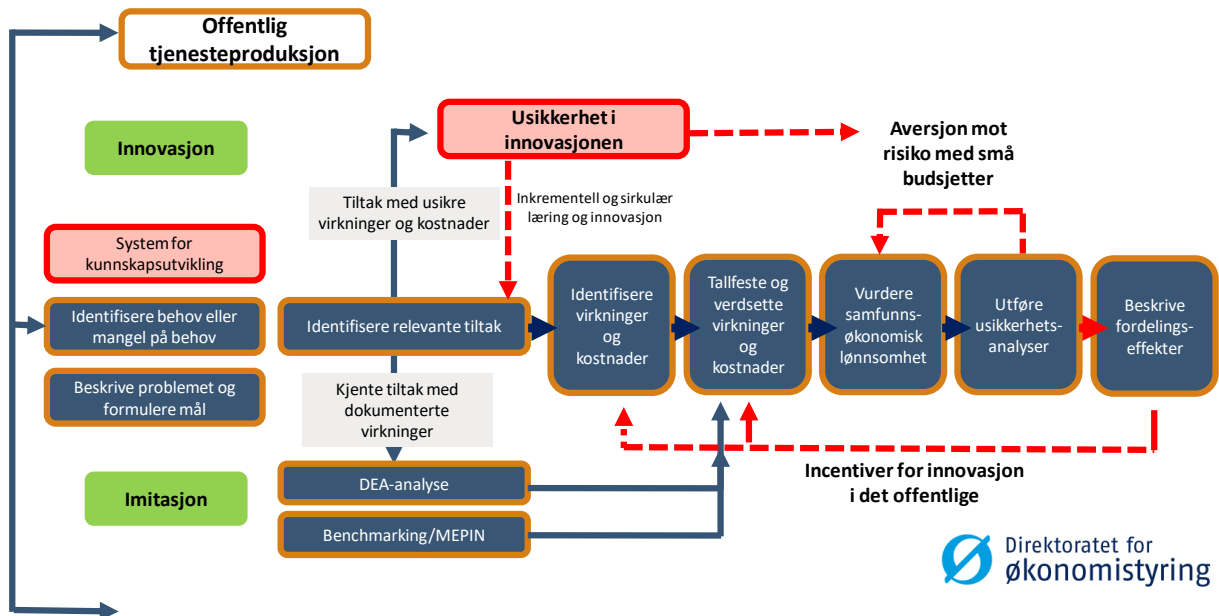 Offentlig
tjenesteproduksjon
Innovasjon
Usikkerhet i
innovasjonen
Aversjon mot
risiko med små
budsjetter
Tiltak med usikre
virkninger og kostnader
Inkrementell og sirkulær
læring og innovasjon
System for
kunnskapsutvikling
Identifisere behov eller
mangel på behov
Beskrive problemet og
formulere mål
Identifisere relevante tiltak
Identifisere
virkninger
og
kostnader
Tallfeste og
verdsette
virkninger
og
kostnader
Vurdere
samfunns-
økonomisk
lønnsomhet
Utføre
usikkerhets-
analyser
Beskrive
fordelings-
effekter
Kjente tiltak med
dokumenterte
virkninger
Imitasjon
DEA-analyse
Benchmarking/MEPIN
Incentiver for innovasjon
i det offentlige
Direktoratet for
økonomistyring